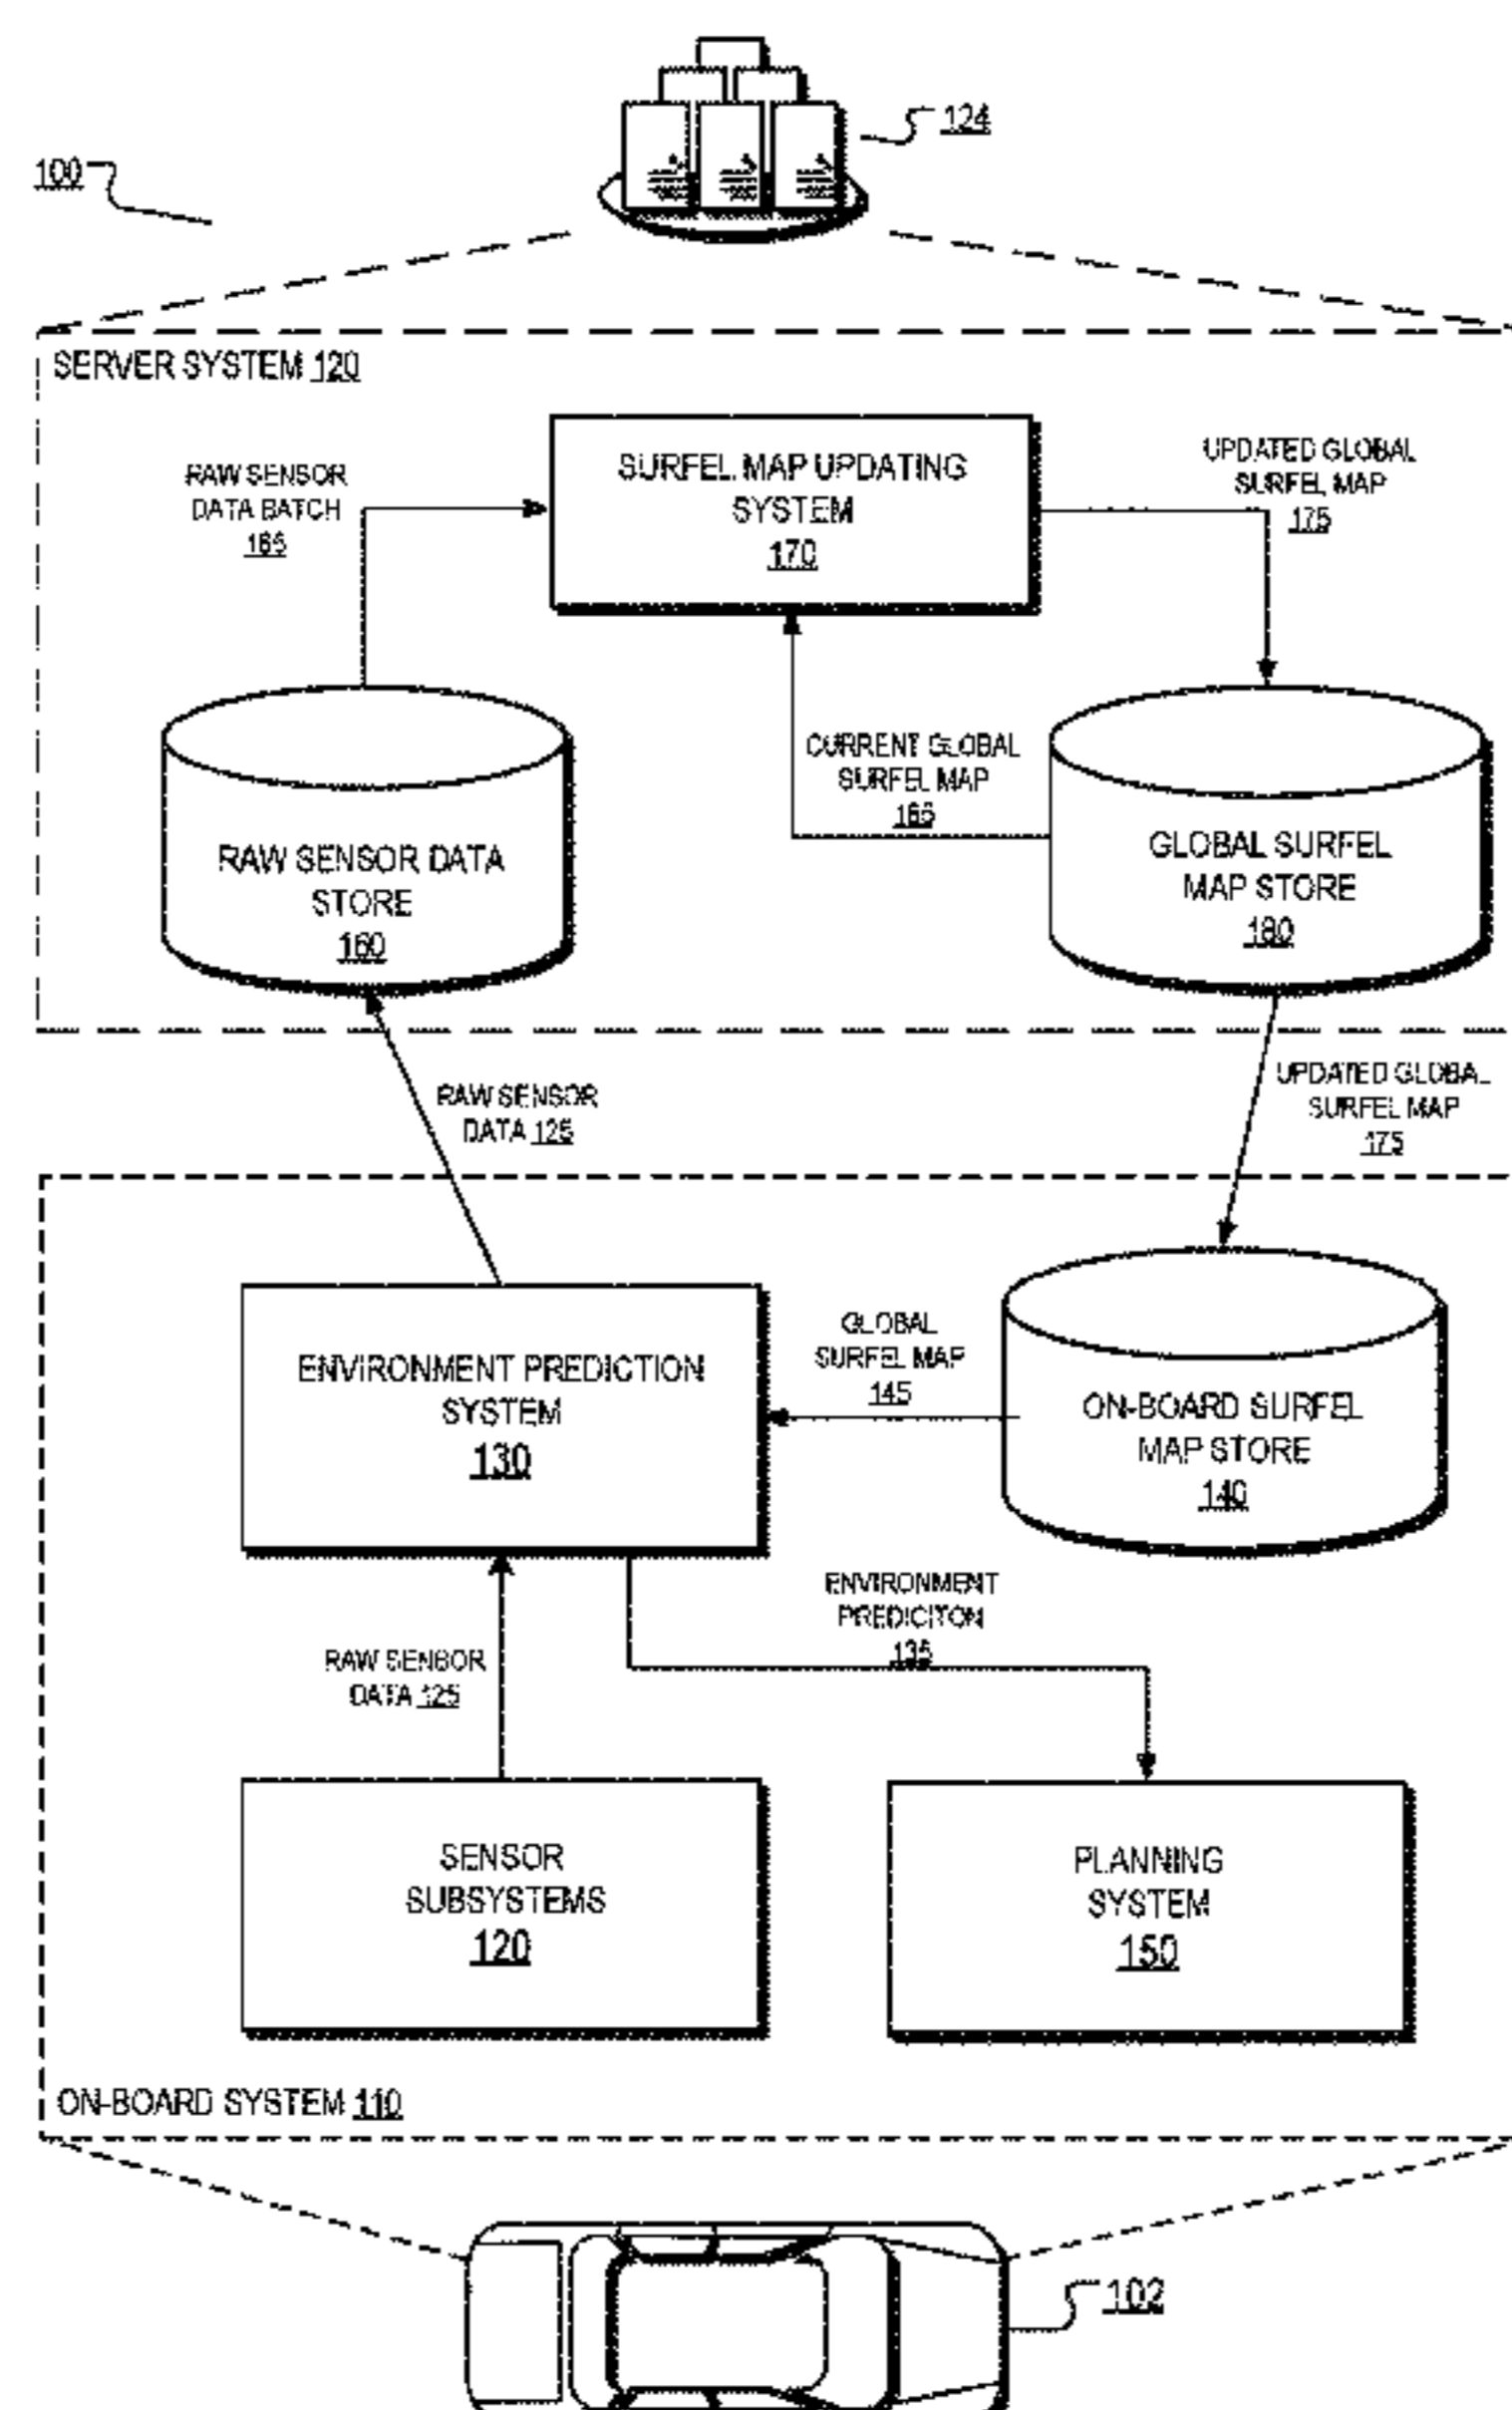 124
100
SERVER SYSTEM 120
RAW SENSOR
DATA BATCH
165
SURFEL MAP UPDATING
SYSTEM
170
UPDATED GLOBAL
SURFEL MAP
175
CURRENT GLOBAL
SURFEL MAP
165
RAW SENSOR DATA
STORE
160
GLOBAL SURFEL
MAP STORE
180
RAW SENSOR
DATA 125
UPDATED GLOBAL
SURFEL MAP
175
ENVIRONMENT PREDICTION
SYSTEM
130
GLOBAL
SURFEL MAP
145
ON-BOARD SURFEL
MAP STORE
140
ENVIRONMENT
PREDICITON
135
RAW SENSOR
DATA 125
SENSOR
SUBSYSTEMS
120
PLANNING
SYSTEM
150
ON-BOARD SYSTEM 110
102